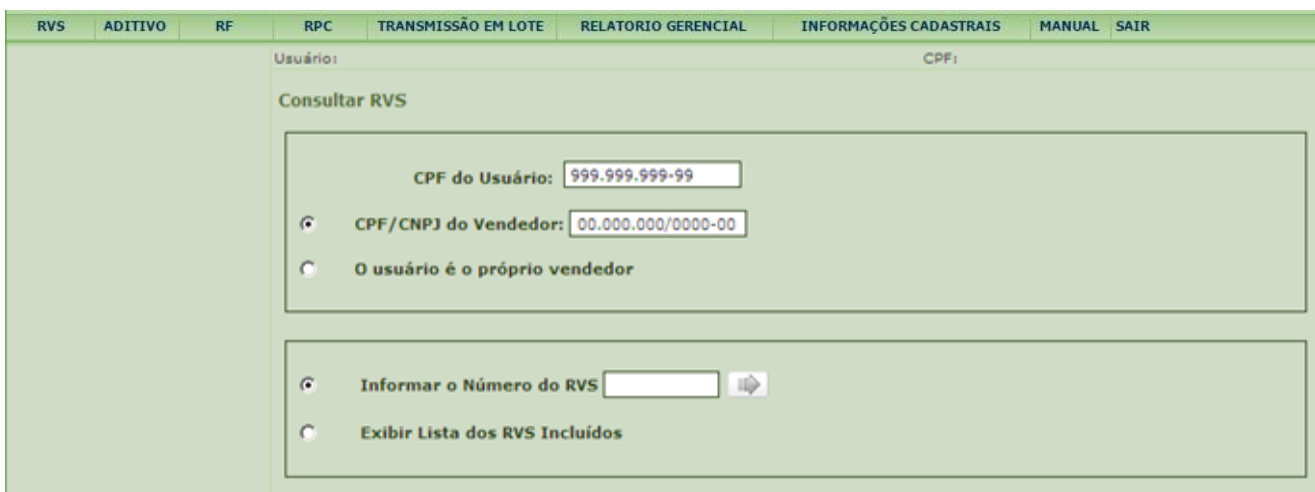 RVS ADITIVO RF RPC TRANSMISSÃO EM LOTE RELATORIO GERENCIAL INFORMAÇÕES CADASTRAIS MANUAL SAIR
Usuário: CPF:
Consultar RVS
CPF do Usuário: 999.999.999-99
CPF/CNPJ do Vendedor: 00.000.000/0000-00
O usuário é o próprio vendedor
Informar o Número do RVS
Exibir Lista dos RVS Incluídos